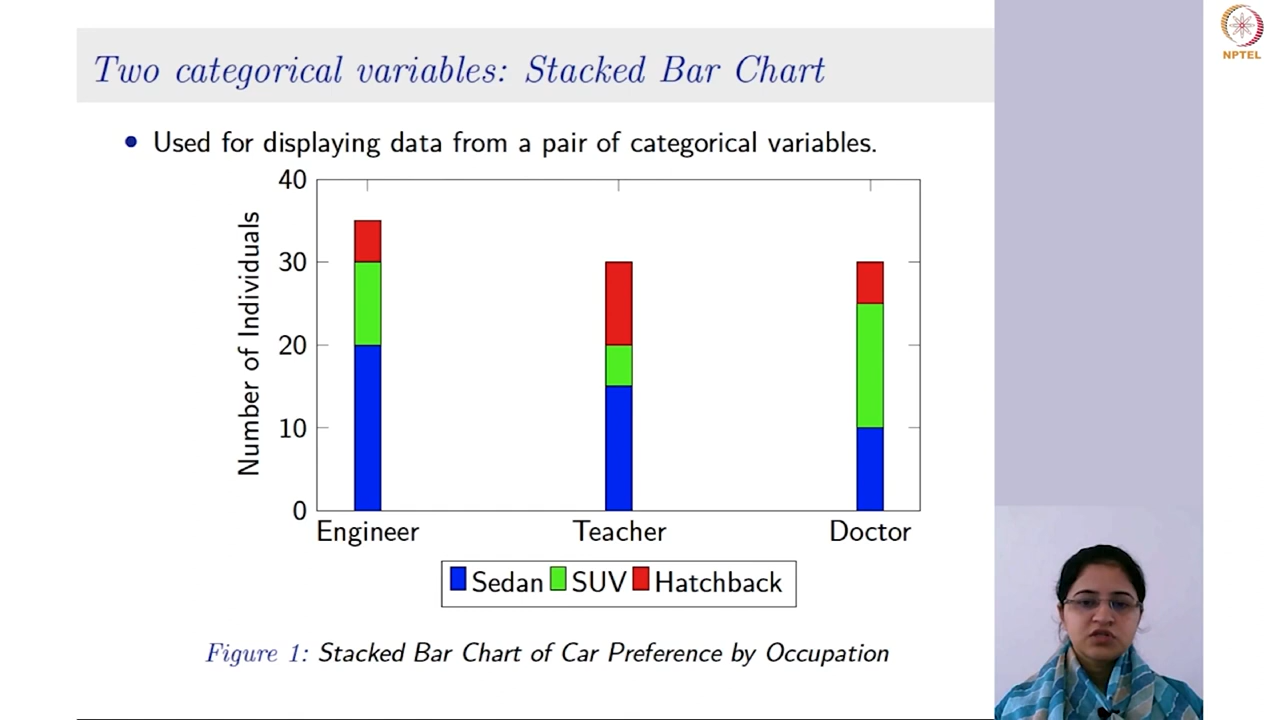 Two categorical variables: Stacked Bar Chart
NPTEL
Used for displaying data from a pair of categorical variables.
Number of Individuals
40
30
20
10
0
Engineer Teacher Doctor
Sedan SUV Hatchback
Figure 1: Stacked Bar Chart of Car Preference by Occupation